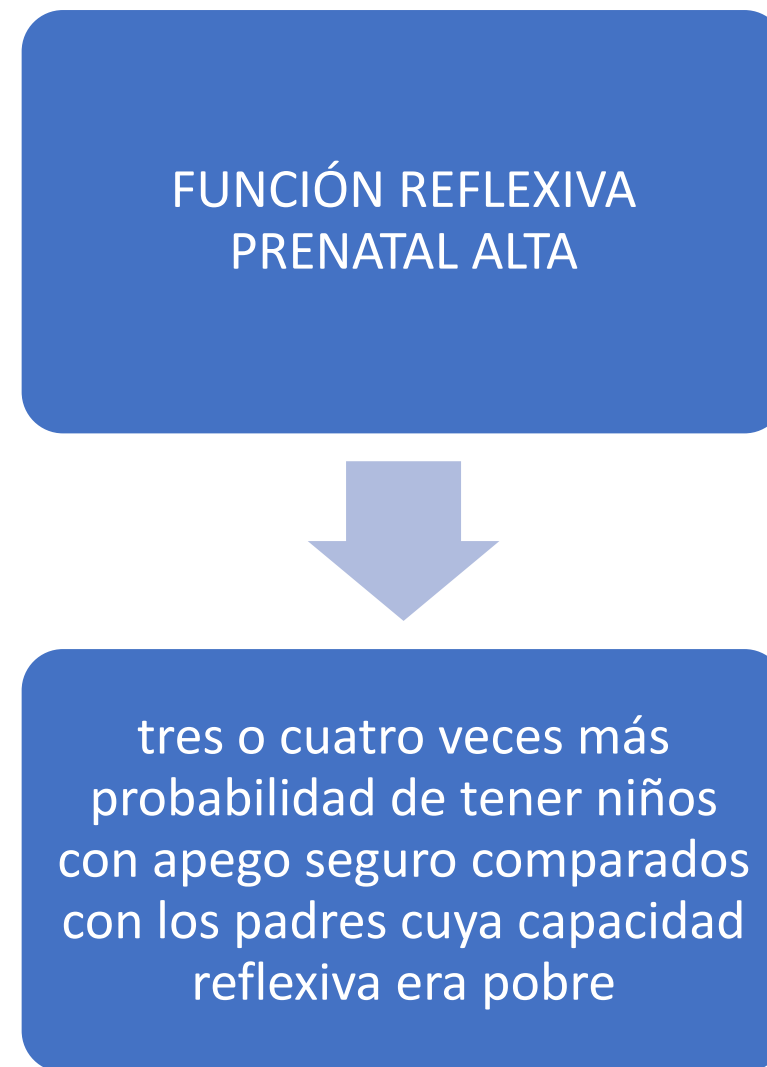 FUNCIÓN REFLEXIVA
PRENATAL ALTA
tres o cuatro veces más
probabilidad de tener niños
con apego seguro comparados
con los padres cuya capacidad
reflexiva era pobre